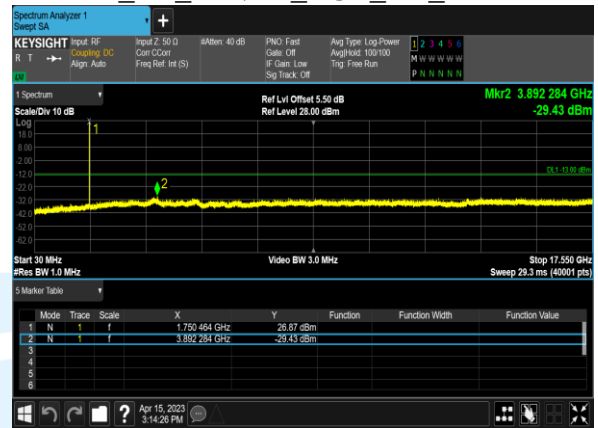 Spectrum Analyzer 1
Swept SA
+
KEYSIGHT
R T
LV
Input: RF
Coupling: DC
Align: Auto
Input Z: 50 Ω
Corr CCorr
Freq Ref: Int (S)
#Atten: 40 dB
PNO: Fast
Gate: Off
IF Gain: Low
Sig Track: Off
Avg Type: Log-Power
Avg|Hold: 100/100
Trig: Free Run
1 2 3 4 5 6
M W W W W W
P N N N N N
1 Spectrum
Scale/Div 10 dB
Ref Lvl Offset 5.50 dB
Ref Level 28.00 dBm
Mkr2 3.892 284 GHz
-29.43 dBm
Log
18.0
8.00
-2.00
-12.0
-22.0
-32.0
-42.0
-52.0
-62.0
1
2
DL1 -13.00 dBm
Start 30 MHz
#Res BW 1.0 MHz
Video BW 3.0 MHz
Stop 17.550 GHz
Sweep 29.3 ms (40001 pts)
5 Marker Table
Mode Trace Scale X Y Function Function Width Function Value
1 N 1 f 1.750 464 GHz 26.87 dBm
2 N 1 f 3.892 284 GHz -29.43 dBm
3
4
5
6
?
Apr 15, 2023
3:14:26 PM